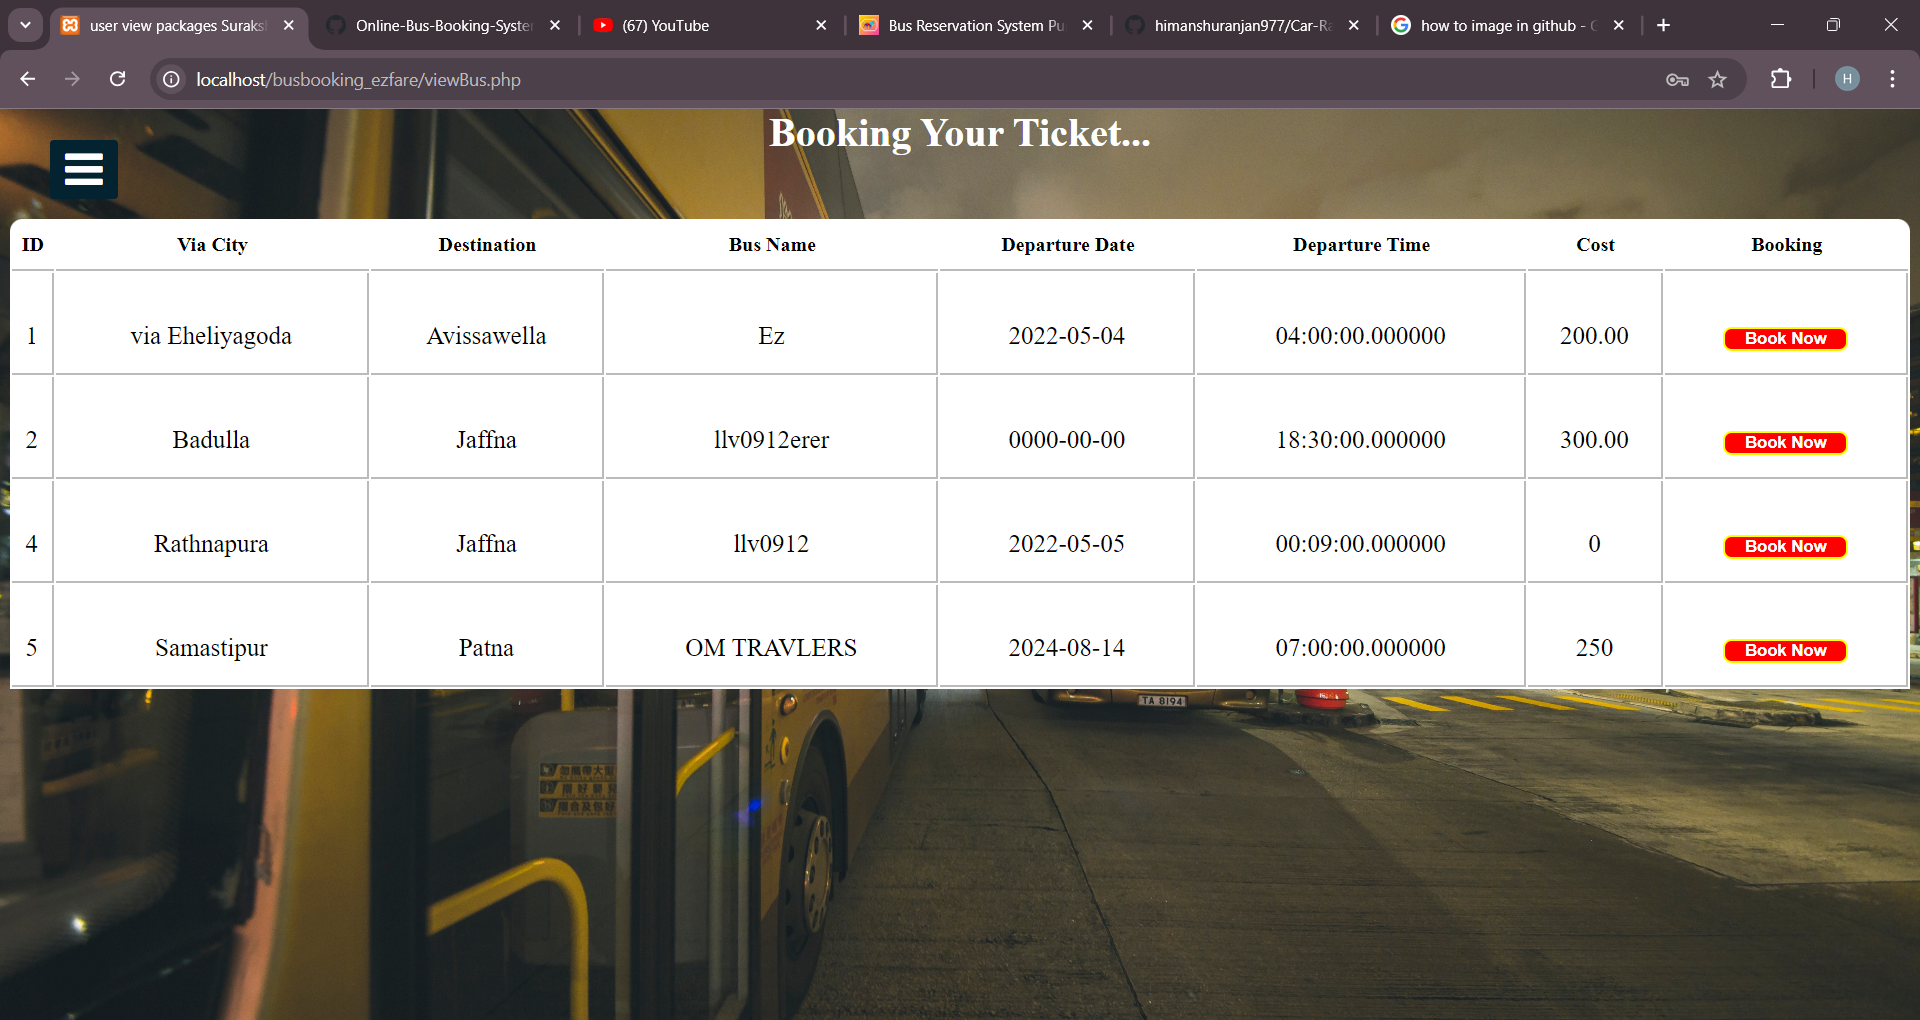 user view packages Suraks
Online-Bus-Booking-Syste
(67) YouTube
Bus Reservation System Pu
himanshuranjan977/Car-Ra
how to image in github - G
localhost/busbooking_ezfare/viewBus.php
H
Booking Your Ticket...
ID Via City Destination Bus Name Departure Date Departure Time Cost Booking
1 via Eheliyagoda Avissawella Ez 2022-05-04 04:00:00.000000 200.00 Book Now
2 Badulla Jaffna llv0912erer 0000-00-00 18:30:00.000000 300.00 Book Now
4 Rathnapura Jaffna llv0912 2022-05-05 00:09:00.000000 0 Book Now
5 Samastipur Patna OM TRAVLERS 2024-08-14 07:00:00.000000 250 Book Now
TA 8194